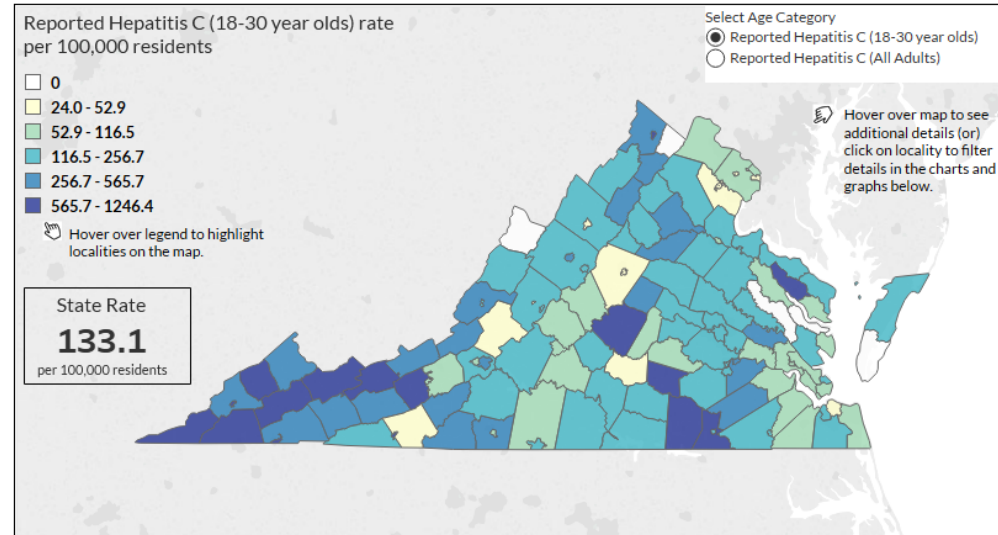 Reported Hepatitis C (18-30 year olds) rate
per 100,000 residents
0
24.0 - 52.9
52.9 - 116.5
116.5 - 256.7
256.7 - 565.7
565.7 - 1246.4
Hover over legend to highlight
localities on the map.
State Rate
133.1
per 100,000 residents
Select Age Category
Reported Hepatitis C (18-30 year olds)
Reported Hepatitis C (All Adults)
Hover over map to see
additional details (or)
click on locality to filter
details in the charts and
graphs below.